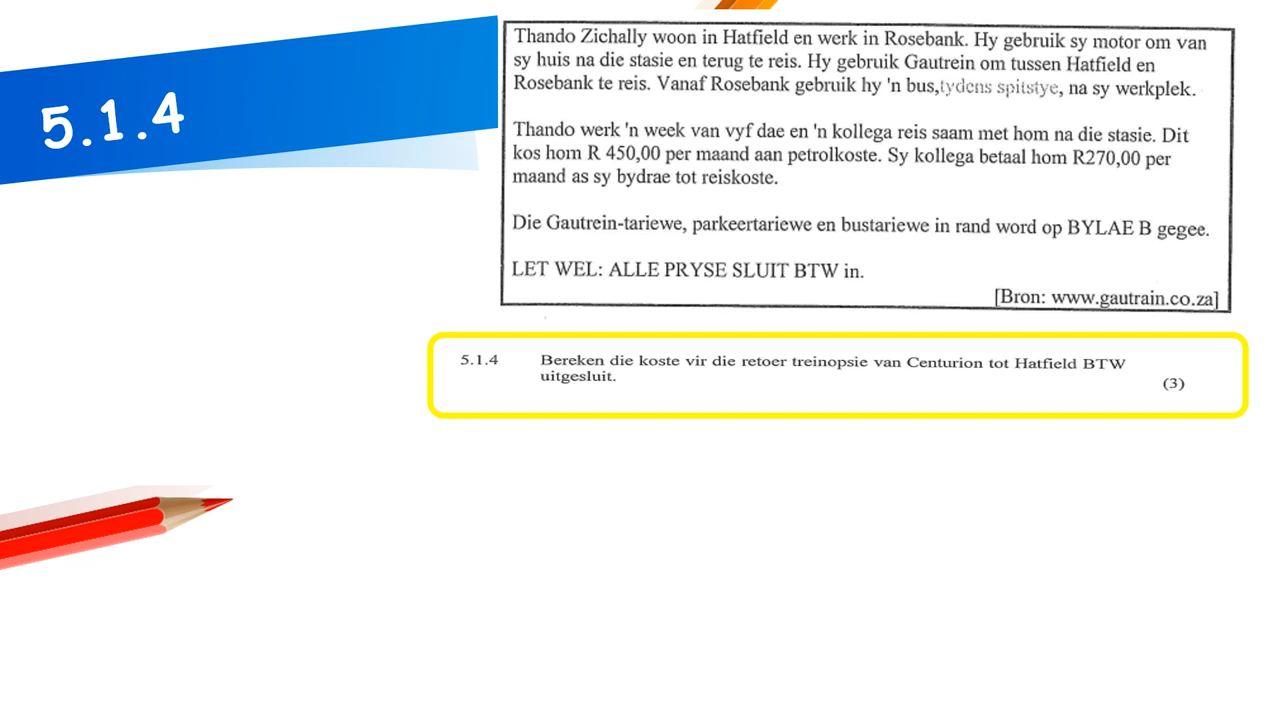 5.1.4
Thando Zichally woon in Hatfield en werk in Rosebank. Hy gebruik sy motor om van
sy huis na die stasie en terug te reis. Hy gebruik Gautrein om tussen Hatfield en
Rosebank te reis. Vanaf Rosebank gebruik hy 'n bus,tydens spitstye, na sy werkplek.
Thando werk 'n week van vyf dae en 'n kollega reis saam met hom na die stasie. Dit
kos hom R 450,00 per maand aan petrolkoste. Sy kollega betaal hom R270,00 per
maand as sy bydrae tot reiskoste.
Die Gautrein-tariewe, parkeertariewe en bustariewe in rand word op BYLAE B gegee.
LET WEL: ALLE PRYSE SLUIT BTW in.
[Bron: www.gautrain.co.za]
5.1.4 Bereken die koste vir die retoer treinopsie van Centurion tot Hatfield BTW
uitgesluit.
(3)